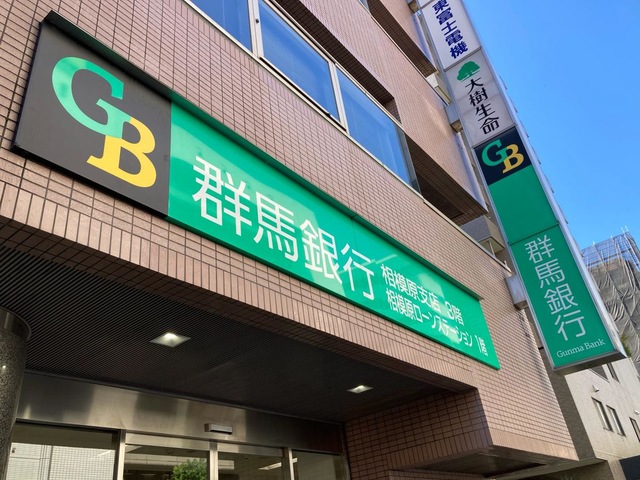 GB
群馬銀行
相模原支店 3階
相模原ローンステーション 1階
東富士電機
大樹生命
GB
群馬銀行
Gunma Bank